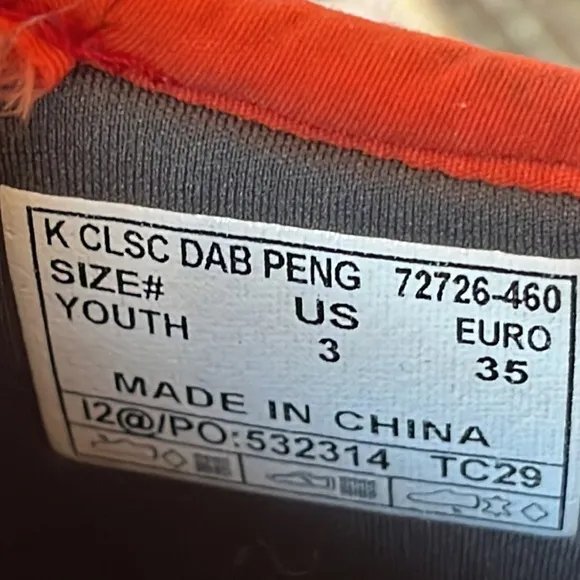 K CLSC DAB PENG 72726-460
SIZE# US EURO
YOUTH 3 35
MADE IN CHINA
I2@/PO:532314 TC29